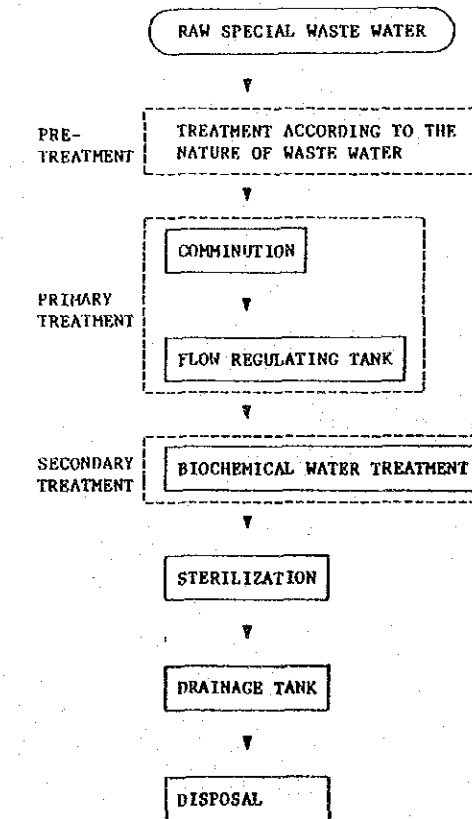 RAW SPECIAL WASTE WATER
PRE-
TREATMENT
TREATMENT ACCORDING TO THE
NATURE OF WASTE WATER
PRIMARY
TREATMENT
COMMINUTION
FLOW REGULATING TANK
SECONDARY
TREATMENT
BIOCHEMICAL WATER TREATMENT
STERILIZATION
DRAINAGE TANK
DISPOSAL